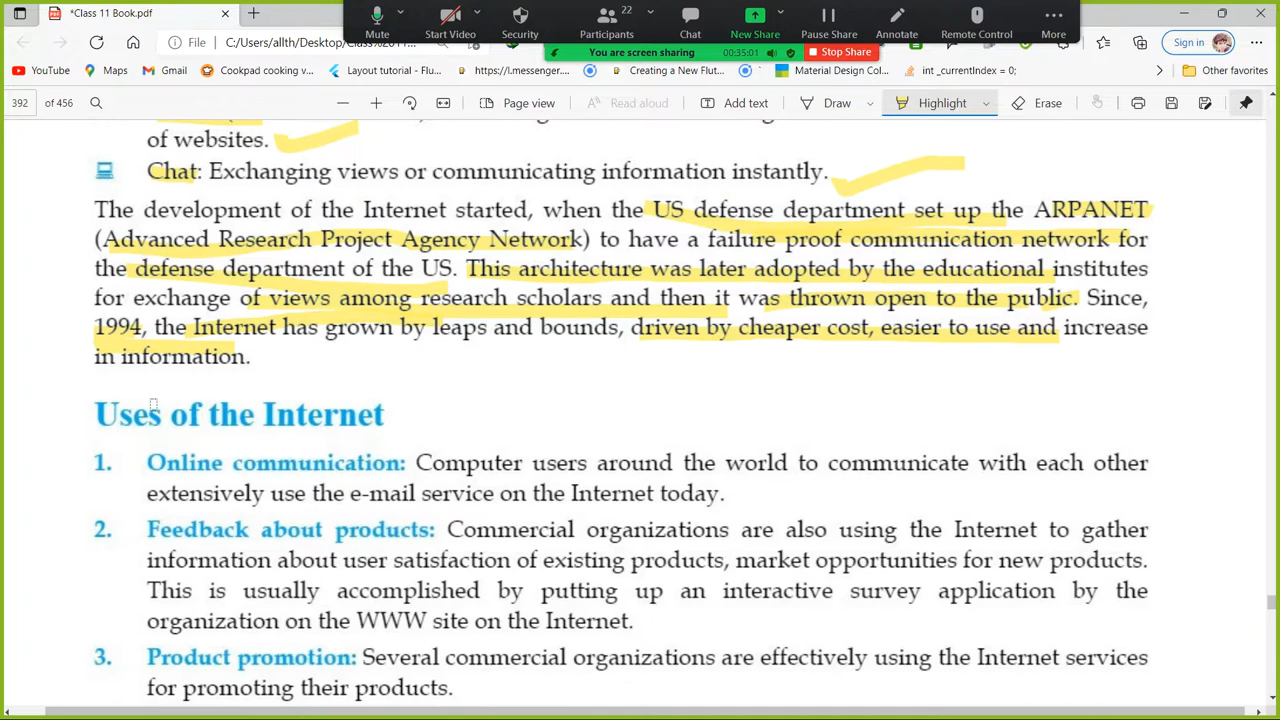 *Class 11 Book.pdf
Mute
Start Video
Security
22
Participants
Chat
New Share
Pause Share
Annotate
Remote Control
More
File
C:/Users/allth/Desktop/Class
You are screen sharing
35:01
Stop Share
Sign in
YouTube
Maps
Gmail
Cookpad cooking v...
Layout tutorial - Flu...
https://l.messenger...
Creating a New Flut...
Material Design Col...
int _currentIndex = 0;
Other favorites
392 of 456
Page view
Read aloud
Add text
Draw
Highlight
Erase
of websites.
Chat: Exchanging views or communicating information instantly.
The development of the Internet started, when the US defense department set up the ARPANET
(Advanced Research Project Agency Network) to have a failure proof communication network for
the defense department of the US. This architecture was later adopted by the educational institutes
for exchange of views among research scholars and then it was thrown open to the public. Since,
1994, the Internet has grown by leaps and bounds, driven by cheaper cost, easier to use and increase
in information.
Uses of the Internet
1. Online communication: Computer users around the world to communicate with each other
extensively use the e-mail service on the Internet today.
2. Feedback about products: Commercial organizations are also using the Internet to gather
information about user satisfaction of existing products, market opportunities for new products.
This is usually accomplished by putting up an interactive survey application by the
organization on the WWW site on the Internet.
3. Product promotion: Several commercial organizations are effectively using the Internet services
for promoting their products.